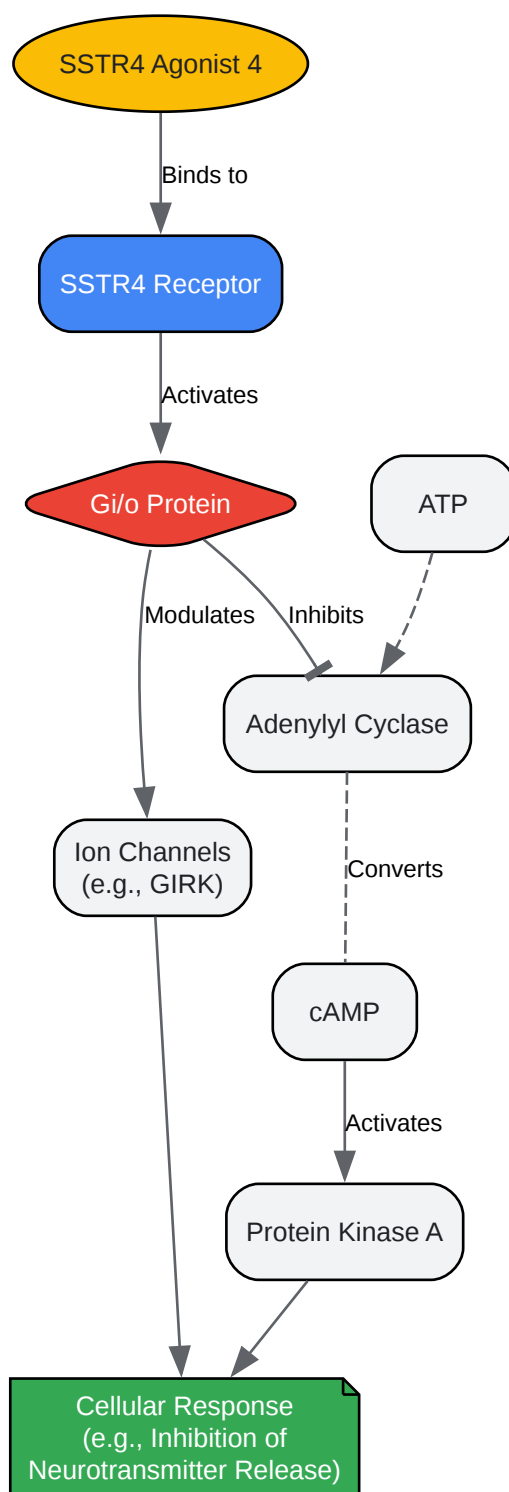 SSTR4 Agonist 4
Binds to
SSTR4 Receptor
Activates
Gi/o Protein
ATP
Modulates
Inhibits
Adenylyl Cyclase
Ion Channels
(e.g., GIRK)
Converts
cAMP
Activates
Protein Kinase A
Cellular Response
(e.g., Inhibition of
Neurotransmitter Release)